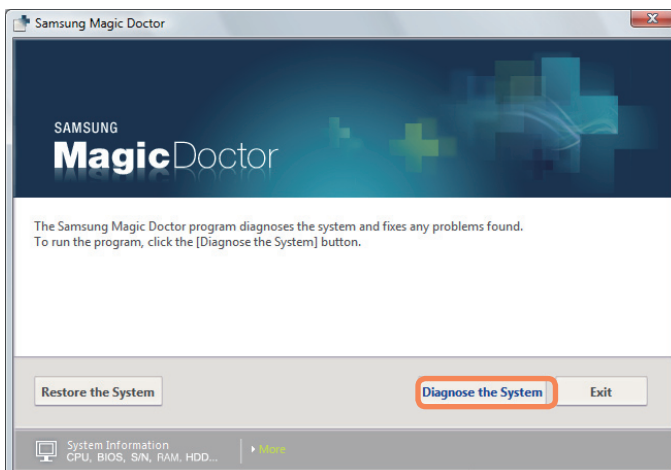 Samsung Magic Doctor
SAMSUNG
MagicDoctor
The Samsung Magic Doctor program diagnoses the system and fixes any problems found.
To run the program, click the [Diagnose the System] button.
Restore the System
Diagnose the System
Exit
System Information
CPU, BIOS, S/N, RAM, HDD...
More